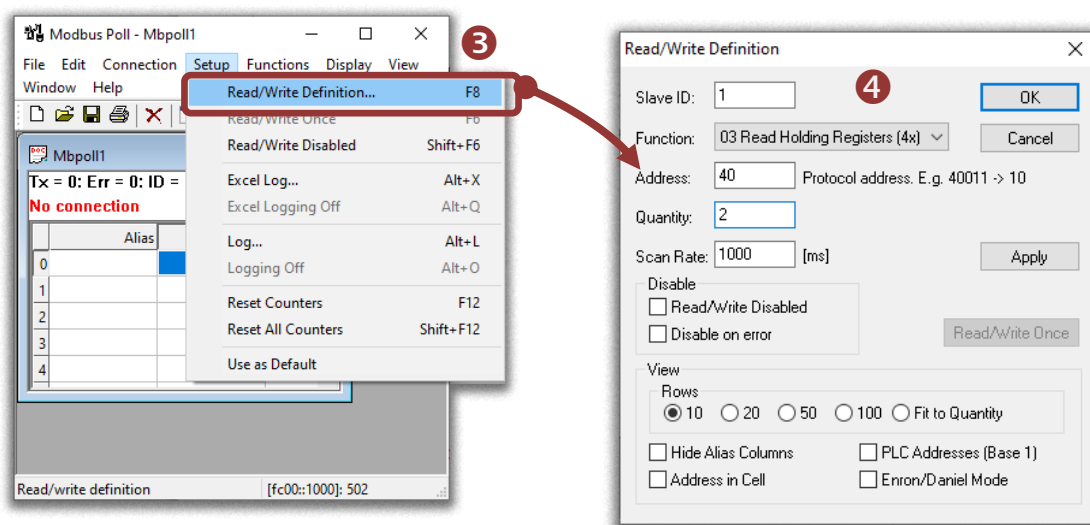 Modbus Poll - Mbpoll1
3
File Edit Connection Setup Functions Display View
Window Help
Read/Write Definition... F8
Read/Write Once F6
Read/Write Disabled Shift+F6
Excel Log... Alt+X
Excel Logging Off Alt+Q
Log... Alt+L
Logging Off Alt+O
Reset Counters F12
Reset All Counters Shift+F12
Use as Default
Mbpoll1
Tx = 0: Err = 0: ID =
No connection
Alias
0
1
2
3
4
Read/write definition [fc00::1000]: 502
Read/Write Definition
4
Slave ID: 1 OK
Function: 03 Read Holding Registers (4x) Cancel
Address: 40 Protocol address. E.g. 40011 -> 10
Quantity: 2
Scan Rate: 1000 [ms] Apply
Disable
Read/Write Disabled
Disable on error Read/Write Once
View
Rows
10 20 50 100 Fit to Quantity
Hide Alias Columns PLC Addresses (Base 1)
Address in Cell Enron/Daniel Mode